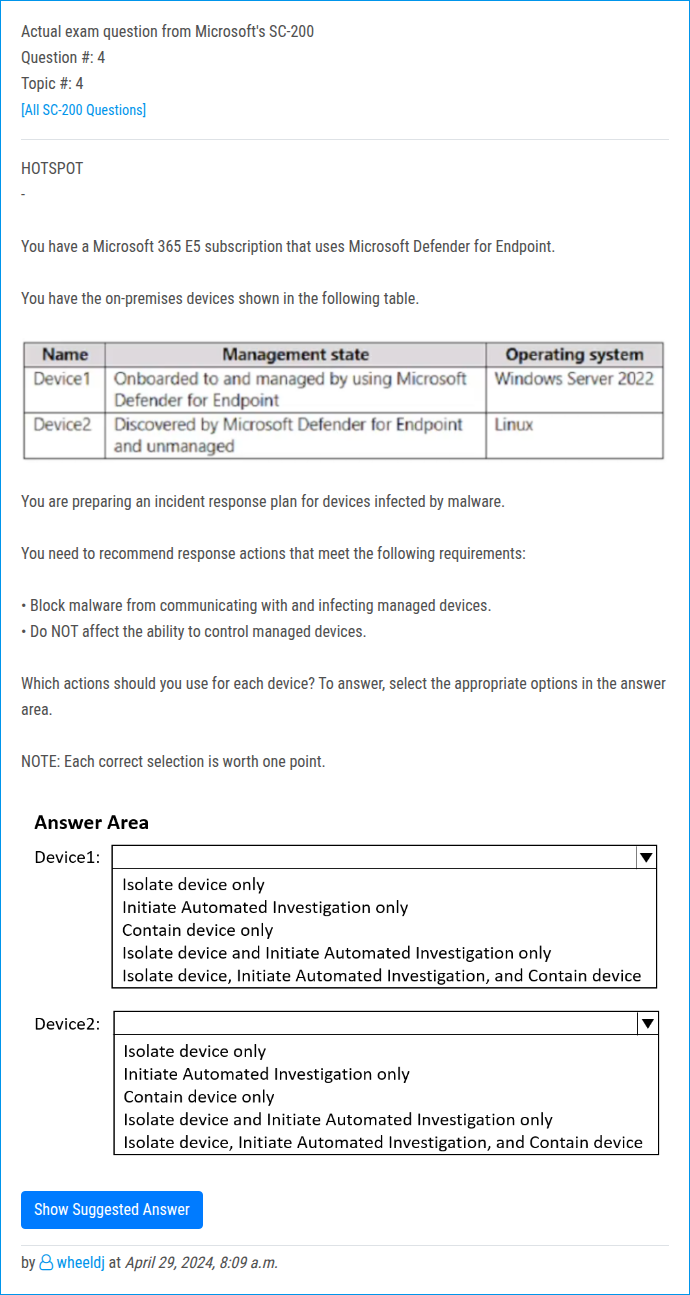 Actual exam question from Microsoft's SC-200
Question #: 4
Topic #: 4
[All SC-200 Questions]
HOTSPOT
-
You have a Microsoft 365 E5 subscription that uses Microsoft Defender for Endpoint.
You have the on-premises devices shown in the following table.
Name Management state Operating system
Device1 Onboarded to and managed by using Microsoft Windows Server 2022
Defender for Endpoint
Device2 Discovered by Microsoft Defender for Endpoint Linux
and unmanaged
You are preparing an incident response plan for devices infected by malware.
You need to recommend response actions that meet the following requirements:
• Block malware from communicating with and infecting managed devices.
• Do NOT affect the ability to control managed devices.
Which actions should you use for each device? To answer, select the appropriate options in the answer
area.
NOTE: Each correct selection is worth one point.
Answer Area
Device1:
Isolate device only
Initiate Automated Investigation only
Contain device only
Isolate device and Initiate Automated Investigation only
Isolate device, Initiate Automated Investigation, and Contain device
Device2:
Isolate device only
Initiate Automated Investigation only
Contain device only
Isolate device and Initiate Automated Investigation only
Isolate device, Initiate Automated Investigation, and Contain device
Show Suggested Answer
by wheeldj at April 29, 2024, 8:09 a.m.